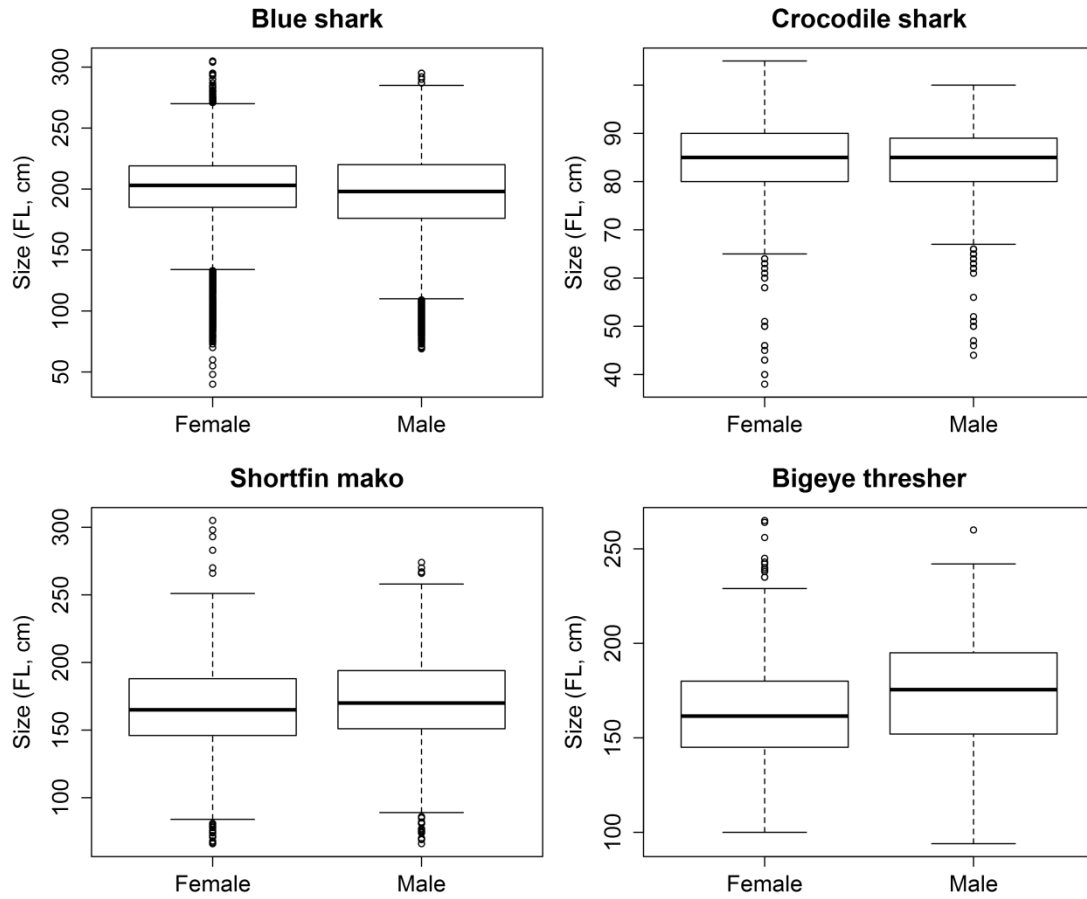 Blue shark
Size (FL, cm)
300
250
200
150
100
50
Female
Male
Crocodile shark
Size (FL, cm)
90
80
70
60
50
40
Female
Male
Shortfin mako
Size (FL, cm)
300
250
200
150
100
Female
Male
Bigeye thresher
Size (FL, cm)
250
200
150
100
Female
Male